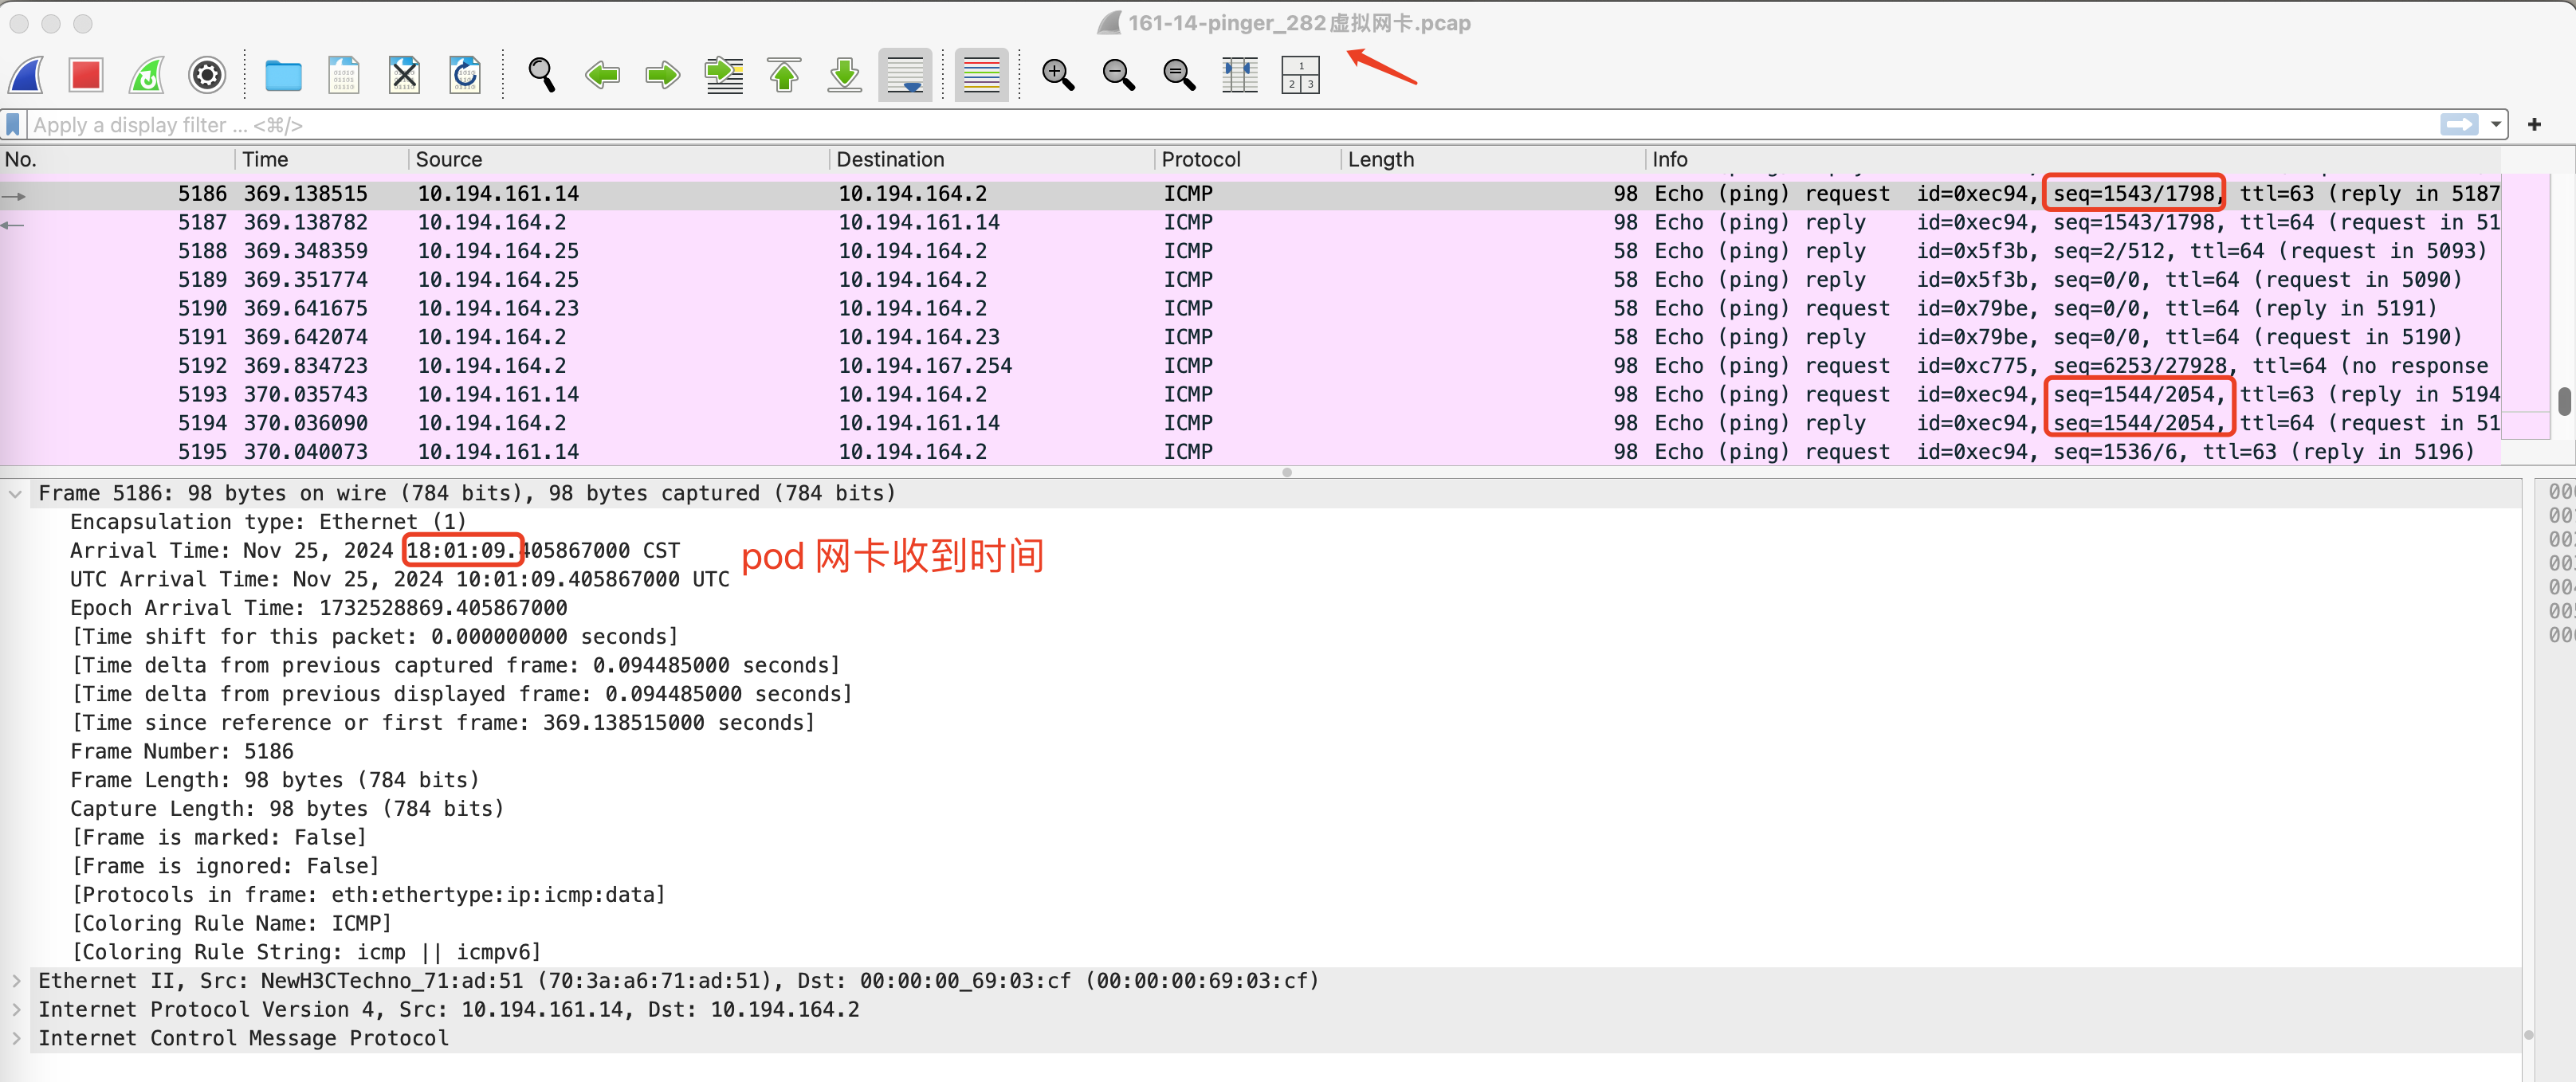 161-14-pinger_282虚拟网卡.pcap
Apply a display filter ... <⌘/>
No. Time Source Destination Protocol Length Info
5186 369.138515 10.194.161.14 10.194.164.2 ICMP 98 Echo (ping) request id=0xec94, seq=1543/1798, ttl=63 (reply in 5187
5187 369.138782 10.194.164.2 10.194.161.14 ICMP 98 Echo (ping) reply id=0xec94, seq=1543/1798, ttl=64 (request in 51
5188 369.348359 10.194.164.25 10.194.164.2 ICMP 58 Echo (ping) reply id=0x5f3b, seq=2/512, ttl=64 (request in 5093)
5189 369.351774 10.194.164.25 10.194.164.2 ICMP 58 Echo (ping) reply id=0x5f3b, seq=0/0, ttl=64 (request in 5090)
5190 369.641675 10.194.164.23 10.194.164.2 ICMP 58 Echo (ping) request id=0x79be, seq=0/0, ttl=64 (reply in 5191)
5191 369.642074 10.194.164.2 10.194.164.23 ICMP 58 Echo (ping) reply id=0x79be, seq=0/0, ttl=64 (request in 5190)
5192 369.834723 10.194.164.2 10.194.167.254 ICMP 98 Echo (ping) request id=0xc775, seq=6253/27928, ttl=64 (no response
5193 370.035743 10.194.161.14 10.194.164.2 ICMP 98 Echo (ping) request id=0xec94, seq=1544/2054, ttl=63 (reply in 5194
5194 370.036090 10.194.164.2 10.194.161.14 ICMP 98 Echo (ping) reply id=0xec94, seq=1544/2054, ttl=64 (request in 51
5195 370.040073 10.194.161.14 10.194.164.2 ICMP 98 Echo (ping) request id=0xec94, seq=1536/6, ttl=63 (reply in 5196)
Frame 5186: 98 bytes on wire (784 bits), 98 bytes captured (784 bits)
Encapsulation type: Ethernet (1)
Arrival Time: Nov 25, 2024 18:01:09.405867000 CST
pod 网卡收到时间
UTC Arrival Time: Nov 25, 2024 10:01:09.405867000 UTC
Epoch Arrival Time: 1732528869.405867000
[Time shift for this packet: 0.000000000 seconds]
[Time delta from previous captured frame: 0.094485000 seconds]
[Time delta from previous displayed frame: 0.094485000 seconds]
[Time since reference or first frame: 369.138515000 seconds]
Frame Number: 5186
Frame Length: 98 bytes (784 bits)
Capture Length: 98 bytes (784 bits)
[Frame is marked: False]
[Frame is ignored: False]
[Protocols in frame: eth:ethertype:ip:icmp:data]
[Coloring Rule Name: ICMP]
[Coloring Rule String: icmp || icmpv6]
Ethernet II, Src: NewH3CTechno_71:ad:51 (70:3a:a6:71:ad:51), Dst: 00:00:00_69:03:cf (00:00:00:69:03:cf)
Internet Protocol Version 4, Src: 10.194.161.14, Dst: 10.194.164.2
Internet Control Message Protocol